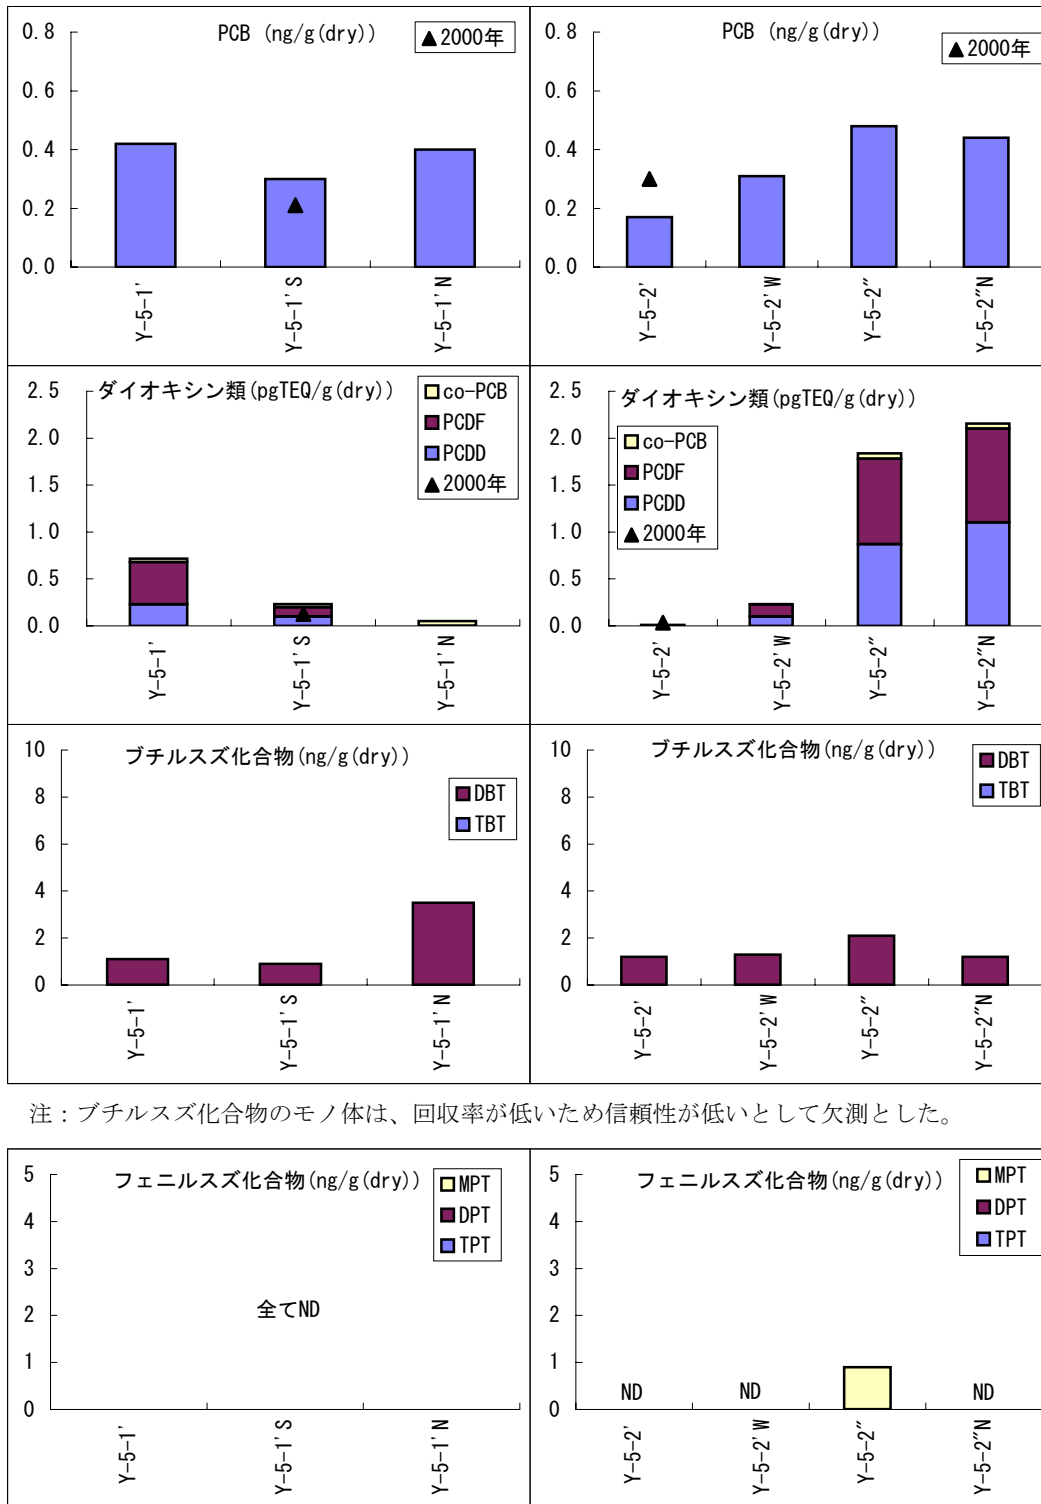 PCB (ng/g(dry))
▲2000年
0.8
0.6
0.4
0.2
0.0
Y-5-1'
Y-5-1'S
Y-5-1'N
PCB (ng/g(dry))
▲2000年
0.8
0.6
0.4
0.2
0.0
Y-5-2'
Y-5-2'W
Y-5-2"
Y-5-2"N
ダイオキシン類(pgTEQ/g(dry))
co-PCB
PCDF
PCDD
▲2000年
2.5
2.0
1.5
1.0
0.5
0.0
Y-5-1'
Y-5-1'S
Y-5-1'N
ダイオキシン類(pgTEQ/g(dry))
co-PCB
PCDF
PCDD
▲2000年
2.5
2.0
1.5
1.0
0.5
0.0
Y-5-2'
Y-5-2'W
Y-5-2"
Y-5-2"N
ブチルスズ化合物(ng/g(dry))
DBT
TBT
10
8
6
4
2
0
Y-5-1'
Y-5-1'S
Y-5-1'N
ブチルスズ化合物(ng/g(dry))
DBT
TBT
10
8
6
4
2
0
Y-5-2'
Y-5-2'W
Y-5-2"
Y-5-2"N
注：ブチルスズ化合物のモノ体は、回収率が低いため信頼性が低いとして欠測とした。
フェニルスズ化合物(ng/g(dry))
MPT
DPT
TPT
5
4
3
2
1
0
全てND
Y-5-1'
Y-5-1'S
Y-5-1'N
フェニルスズ化合物(ng/g(dry))
MPT
DPT
TPT
5
4
3
2
1
0
ND
ND
ND
Y-5-2'
Y-5-2'W
Y-5-2"
Y-5-2"N